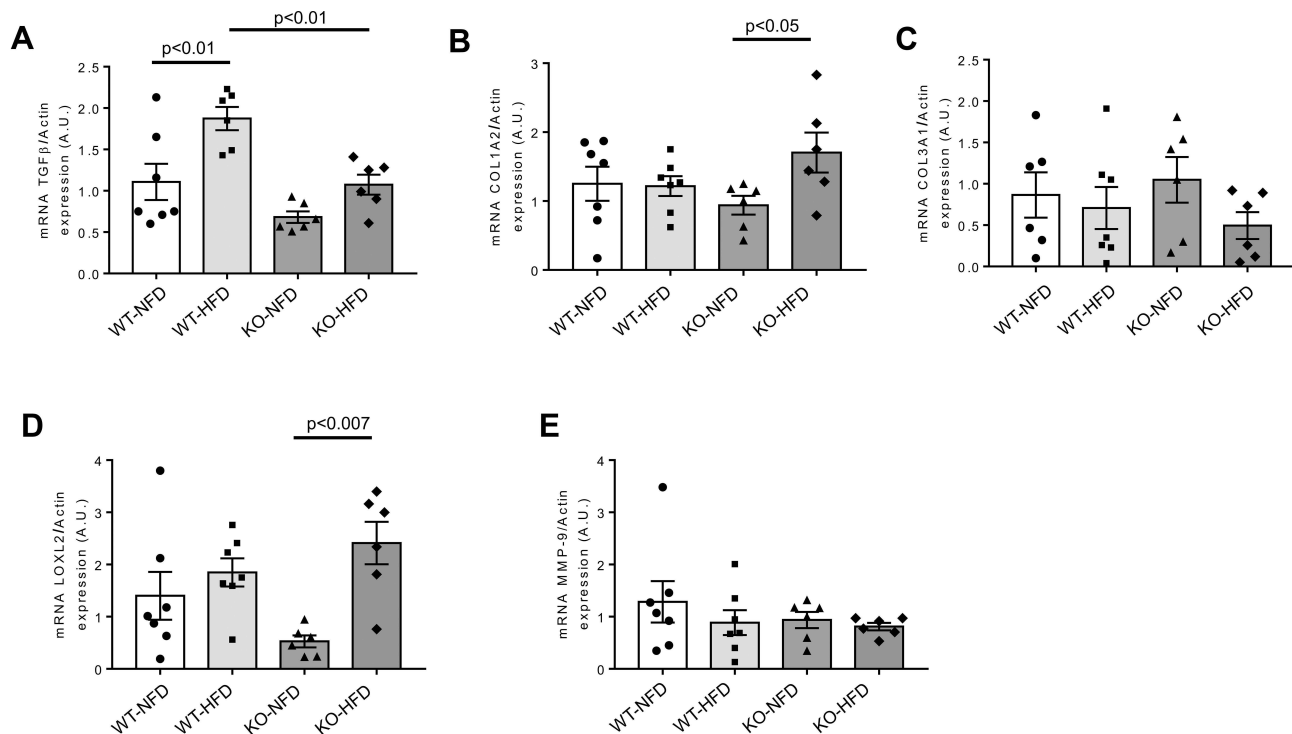 A
p<0.01
p<0.01
mRNA TGFβ/Actin
expression (A.U.)
2.5
2.0
1.5
1.0
0.5
0.0
WT-NFD
WT-HFD
KO-NFD
KO-HFD
B
p<0.05
mRNA COL1A2/Actin
expression (A.U.)
3
2
1
0
WT-NFD
WT-HFD
KO-NFD
KO-HFD
C
mRNA COL3A1/Actin
expression (A.U.)
2.5
2.0
1.5
1.0
0.5
0.0
WT-NFD
WT-HFD
KO-NFD
KO-HFD
D
p<0.007
mRNA LOXL2/Actin
expression (A.U.)
4
3
2
1
0
WT-NFD
WT-HFD
KO-NFD
KO-HFD
E
mRNA MMP-9/Actin
expression (A.U.)
4
3
2
1
0
WT-NFD
WT-HFD
KO-NFD
KO-HFD